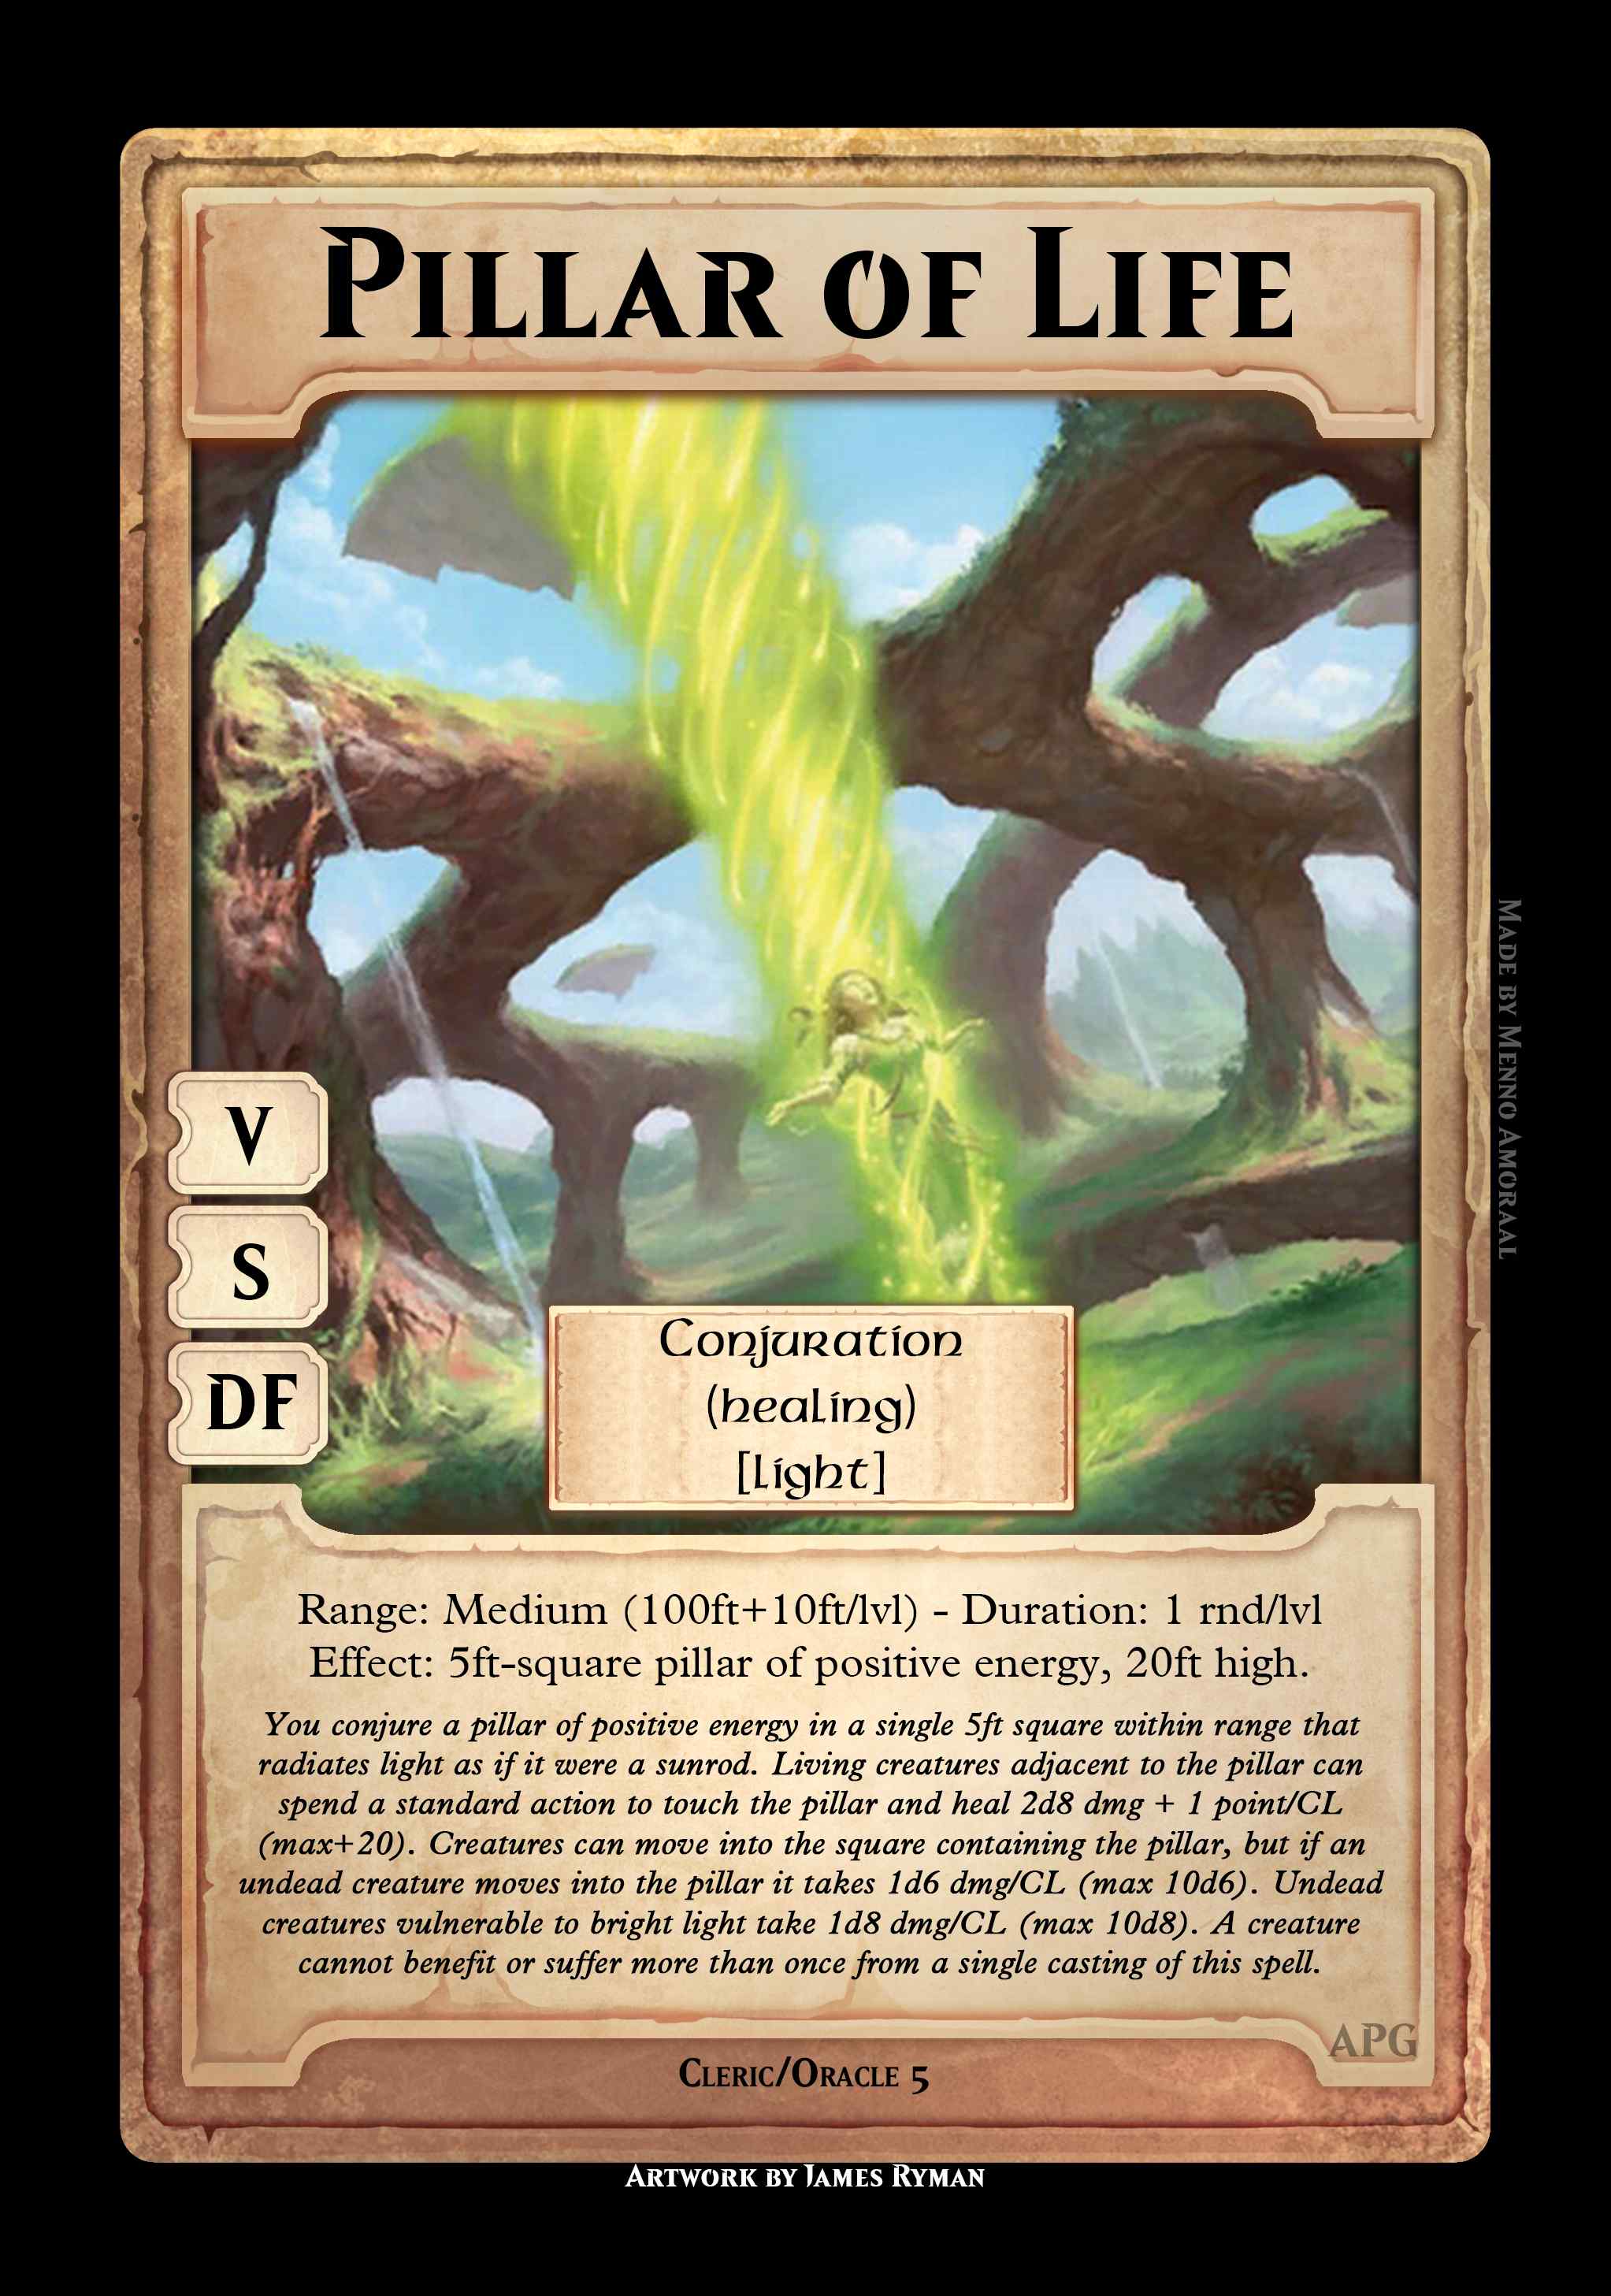 Pillar of Life
V
S
DF
Conjuration
(healing)
[light]
Range: Medium (100ft+10ft/lvl) - Duration: 1 rnd/lvl
Effect: 5ft-square pillar of positive energy, 20ft high.
You conjure a pillar of positive energy in a single 5ft square within range that
radiates light as if it were a sunrod. Living creatures adjacent to the pillar can
spend a standard action to touch the pillar and heal 2d8 dmg + 1 point/CL
(max+20). Creatures can move into the square containing the pillar, but if an
undead creature moves into the pillar it takes 1d6 dmg/CL (max 10d6). Undead
creatures vulnerable to bright light take 1d8 dmg/CL (max 10d8). A creature
cannot benefit or suffer more than once from a single casting of this spell.
APG
Cleric/Oracle 5
Artwork by James Ryman
Made by Menno Amoraal